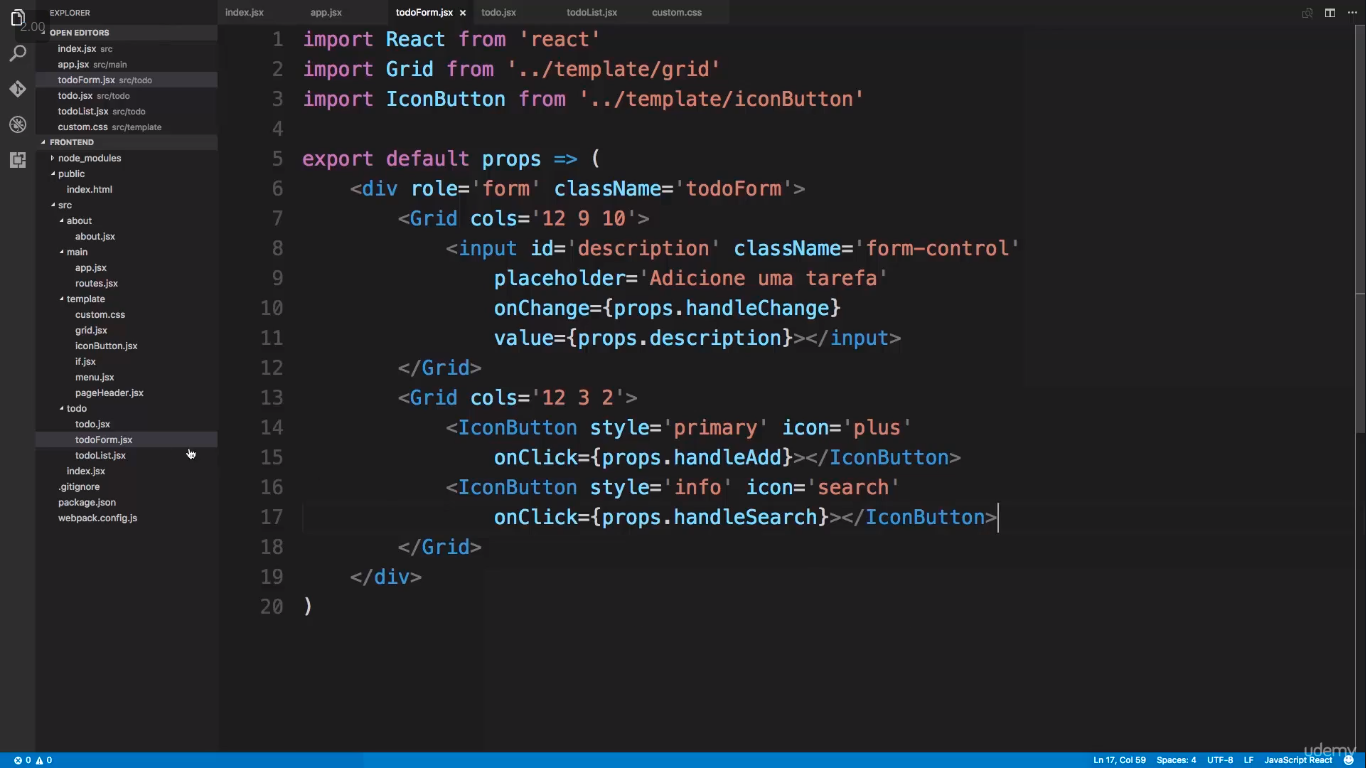 EXPLORER
2.00
OPEN EDITORS
index.jsx src
app.jsx src/main
todoForm.jsx src/todo
todo.jsx src/todo
todoList.jsx src/todo
custom.css src/template
FRONTEND
node_modules
public
index.html
src
about
about.jsx
main
app.jsx
routes.jsx
template
custom.css
grid.jsx
iconButton.jsx
if.jsx
menu.jsx
pageHeader.jsx
todo
todo.jsx
todoForm.jsx
todoList.jsx
index.jsx
.gitignore
package.json
webpack.config.js
index.jsx app.jsx todoForm.jsx × todo.jsx todoList.jsx custom.css
1 import React from 'react'
2 import Grid from '../template/grid'
3 import IconButton from '../template/iconButton'
4
5 export default props => (
6 <div role='form' className='todoForm'>
7 <Grid cols='12 9 10'>
8 <input id='description' className='form-control'
9 placeholder='Adicione uma tarefa'
10 onChange={props.handleChange}
11 value={props.description}></input>
12 </Grid>
13 <Grid cols='12 3 2'>
14 <IconButton style='primary' icon='plus'
15 onClick={props.handleAdd}></IconButton>
16 <IconButton style='info' icon='search'
17 onClick={props.handleSearch}></IconButton>
18 </Grid>
19 </div>
20 )
udemy
0 0 Ln 17, Col 59 Spaces: 4 UTF-8 LF JavaScript React